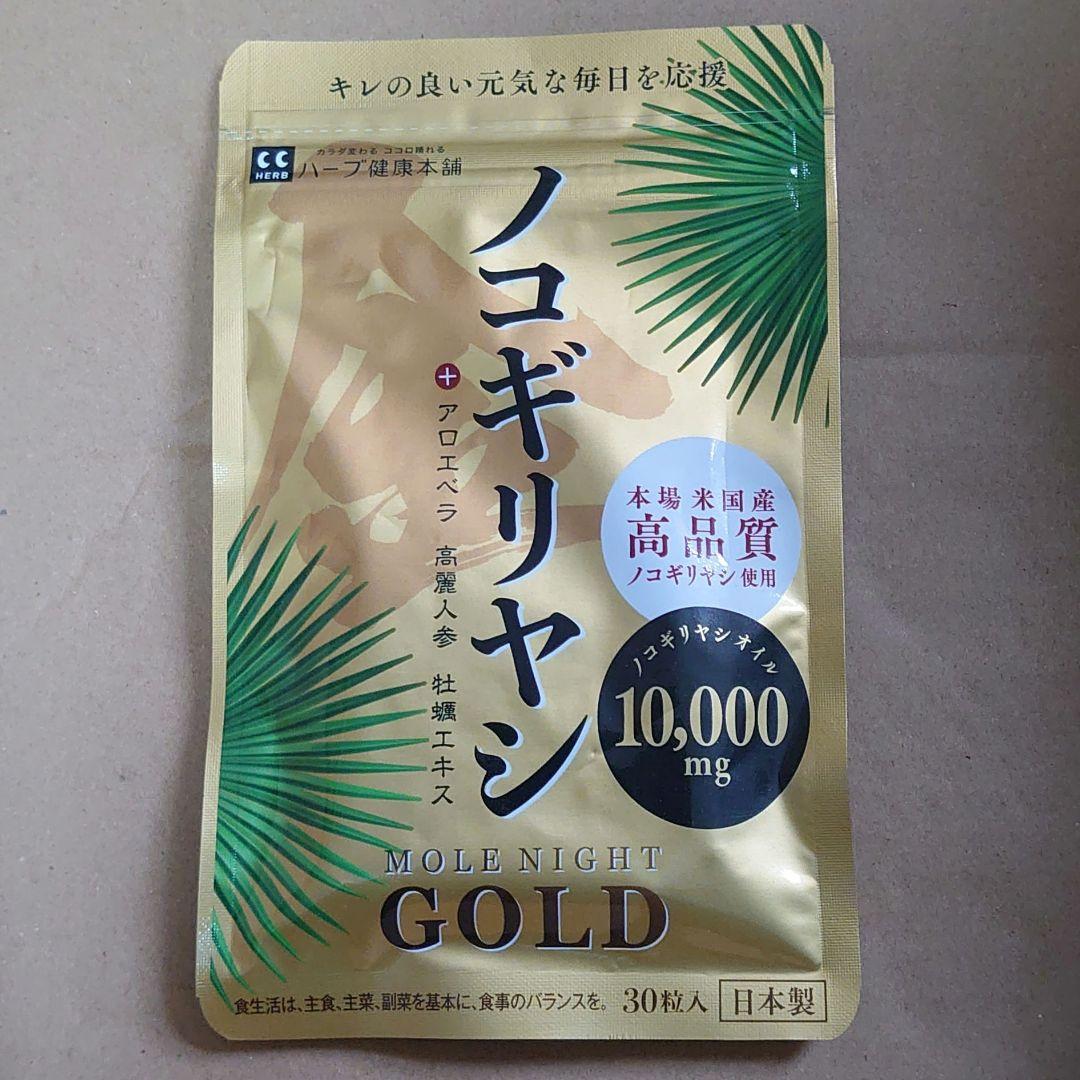 キレの良い元気な毎日を応援
CC
HERB
カラダ変わる ココロ晴れる
ハーブ健康本舗
ノコギリヤシ
+ アロエベラ 高麗人参 牡蠣エキス
本場 米国産
高品質
ノコギリヤシ使用
ノコギリヤシオイル
10,000
mg
MOLE NIGHT
GOLD
食生活は、主食、主菜、副菜を基本に、食事のバランスを。 30粒入 日本製